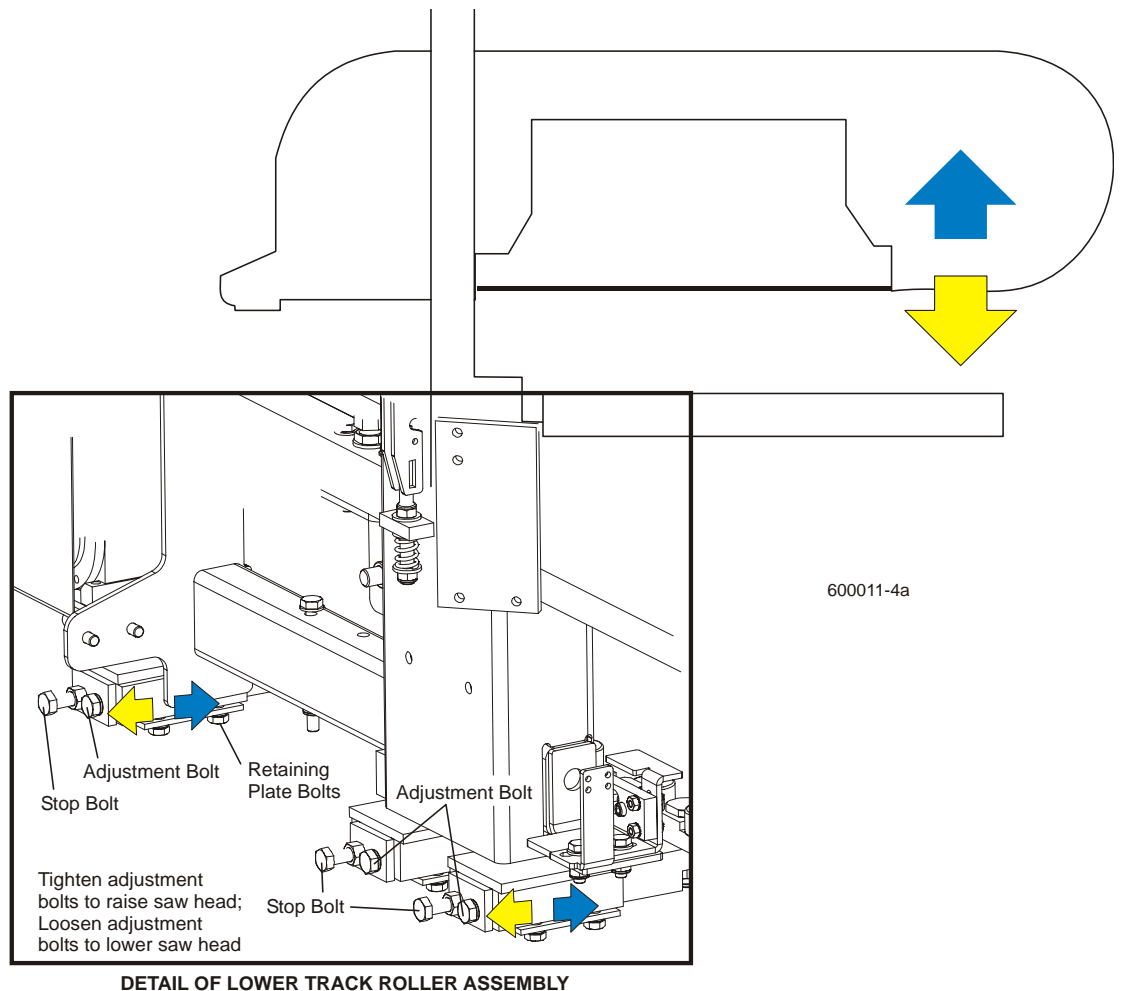 600011-4a
Adjustment Bolt
Retaining
Plate Bolts
Stop Bolt
Adjustment Bolt
Stop Bolt
Tighten adjustment
bolts to raise saw head;
Loosen adjustment
bolts to lower saw head
DETAIL OF LOWER TRACK ROLLER ASSEMBLY